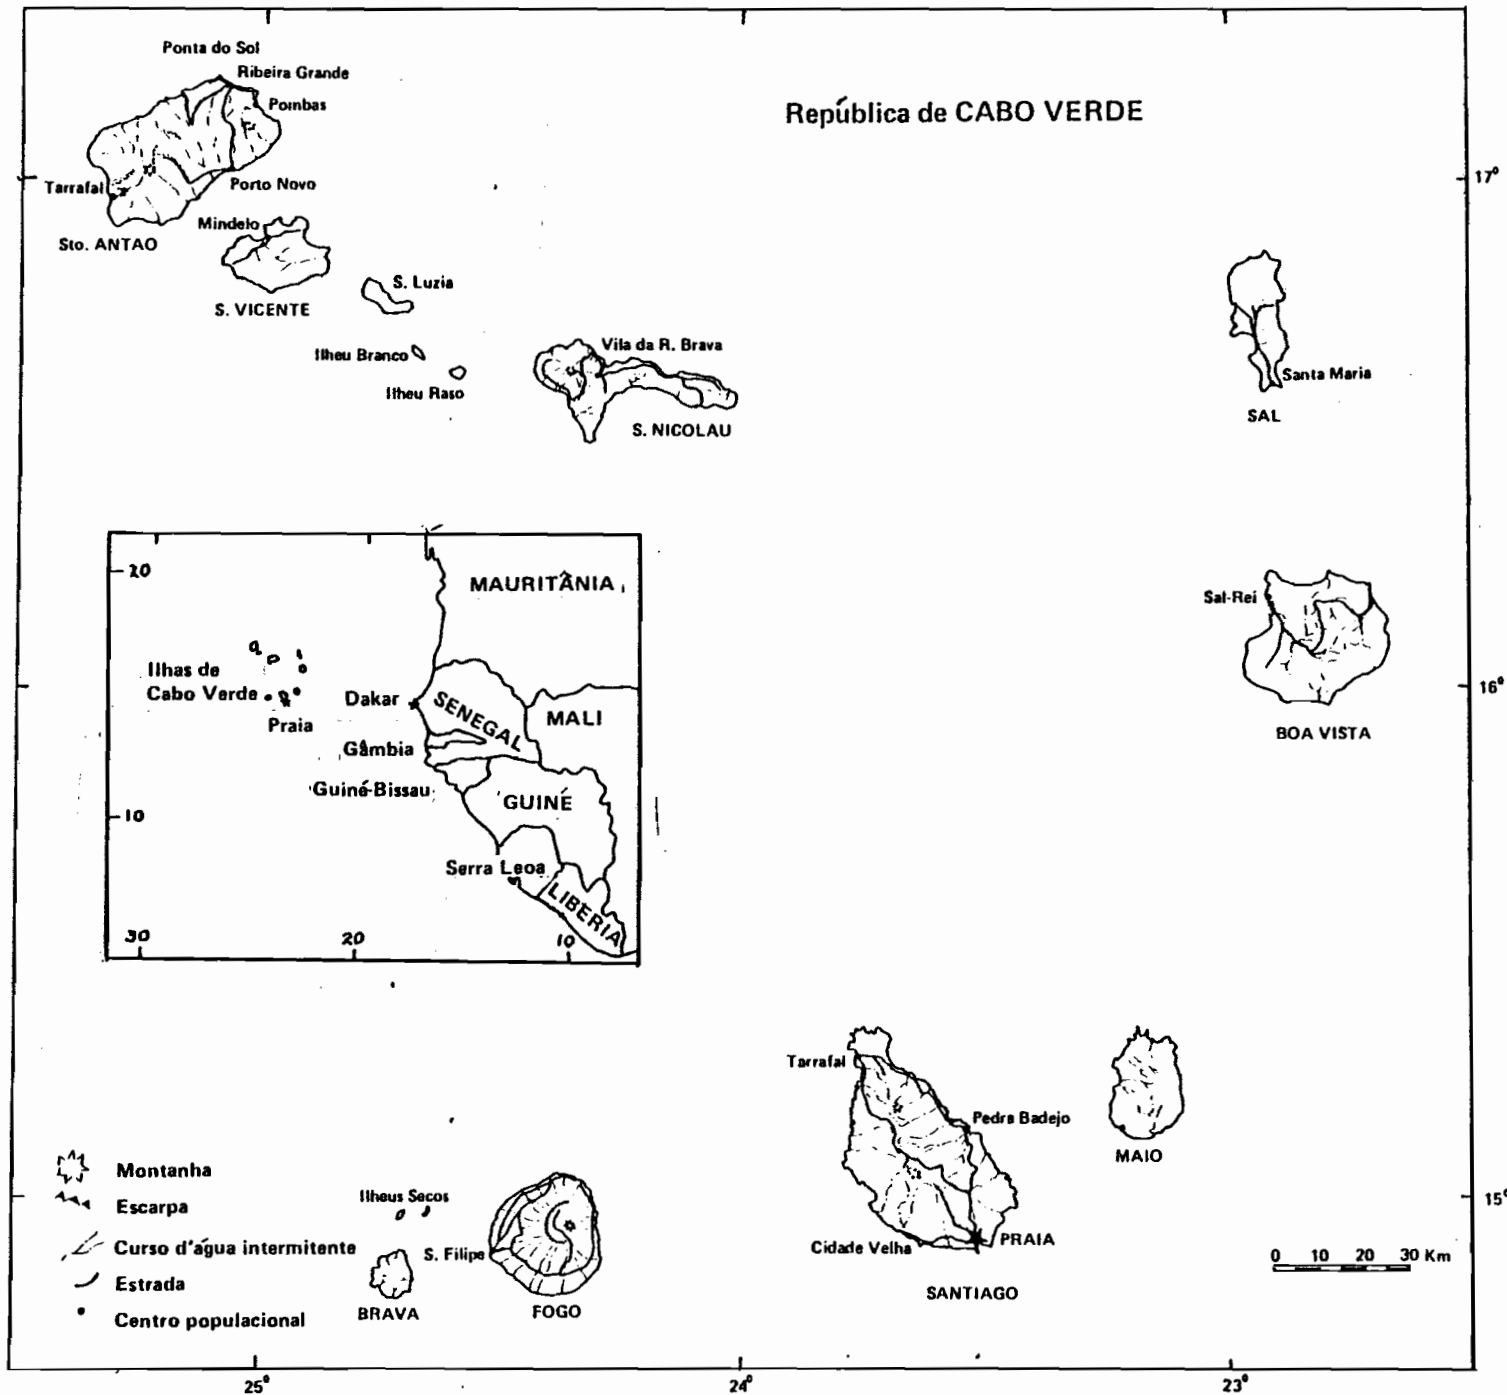 República de CABO VERDE
Ponta do Sol
Ribeira Grande
Pombas
Tarrafal
Porto Novo
Sto. ANTAO
Mindelo
S. VICENTE
S. Luzia
Ilheu Branco
Ilheu Raso
Vila da R. Brava
S. NICOLAU
Santa Maria
SAL
17°
20
MAURITÂNIA
Ilhas de
Cabo Verde
Praia
Dakar
SENEGAL
MALI
Gâmbia
Guiné-Bissau
GUINÉ
10
Serra Leoa
LIBÉRIA
30
20
10
Sal-Rei
16°
BOA VISTA
Tarrafal
Pedra Badejo
MAIO
Cidade Velha
PRAIA
SANTIAGO
15°
0 10 20 30 Km
Montanha
Escarpa
Curso d'água intermitente
Estrada
Centro populacional
Ilheus Secos
S. Filipe
BRAVA
FOGO
25°
24°
23°